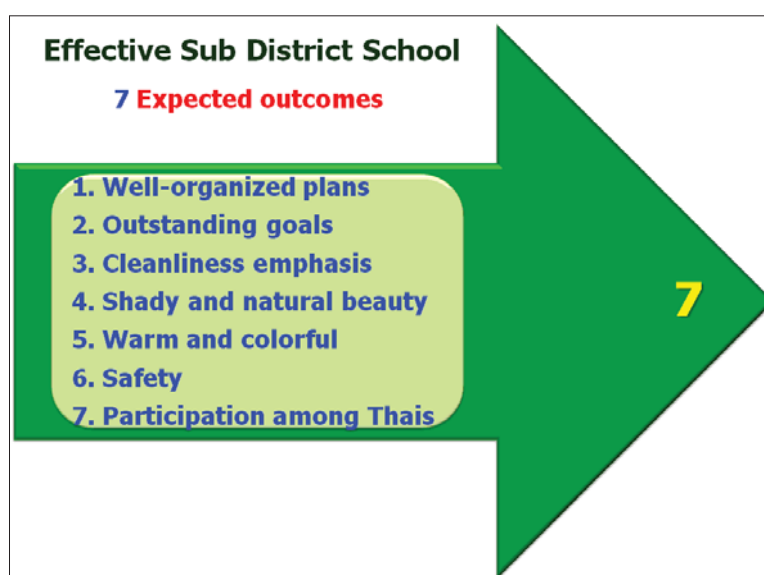 Effective Sub District School
7 Expected outcomes
1. Well-organized plans
2. Outstanding goals
3. Cleanliness emphasis
4. Shady and natural beauty
5. Warm and colorful
6. Safety
7. Participation among Thais
7